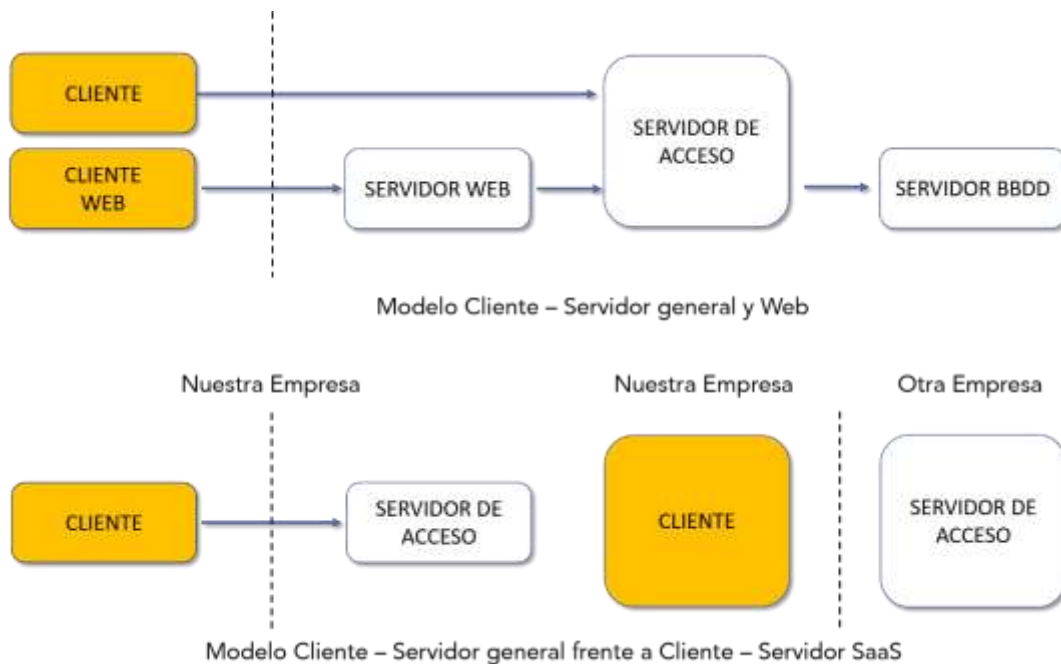 CLIENTE
SERVIDOR DE
ACCESO
CLIENTE
WEB
SERVIDOR WEB
SERVIDOR BBDD
Modelo Cliente – Servidor general y Web
Nuestra Empresa
Nuestra Empresa
Otra Empresa
CLIENTE
SERVIDOR DE
ACCESO
CLIENTE
SERVIDOR DE
ACCESO
Modelo Cliente – Servidor general frente a Cliente – Servidor SaaS